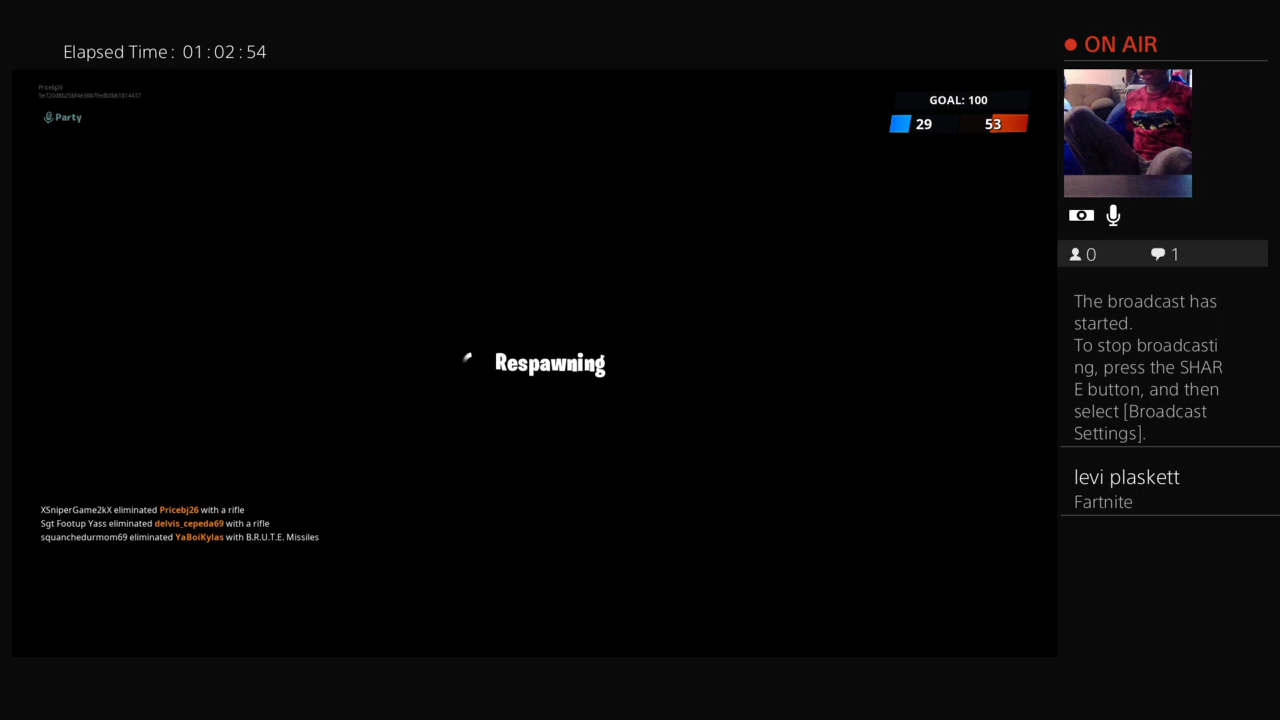 Elapsed Time: 01:02:54
ON AIR
Pricebj26
Party
GOAL: 100
29 53
0 1
The broadcast has
started.
To stop broadcasti
ng, press the SHAR
E button, and then
select [Broadcast
Settings].
Respawning
levi plaskett
Fartnite
XSniperGame2kX eliminated Pricebj26 with a rifle
Sgt Footup Yass eliminated delvis_cepeda69 with a rifle
squanchedurmom69 eliminated YaBoiKylas with B.R.U.T.E. Missiles